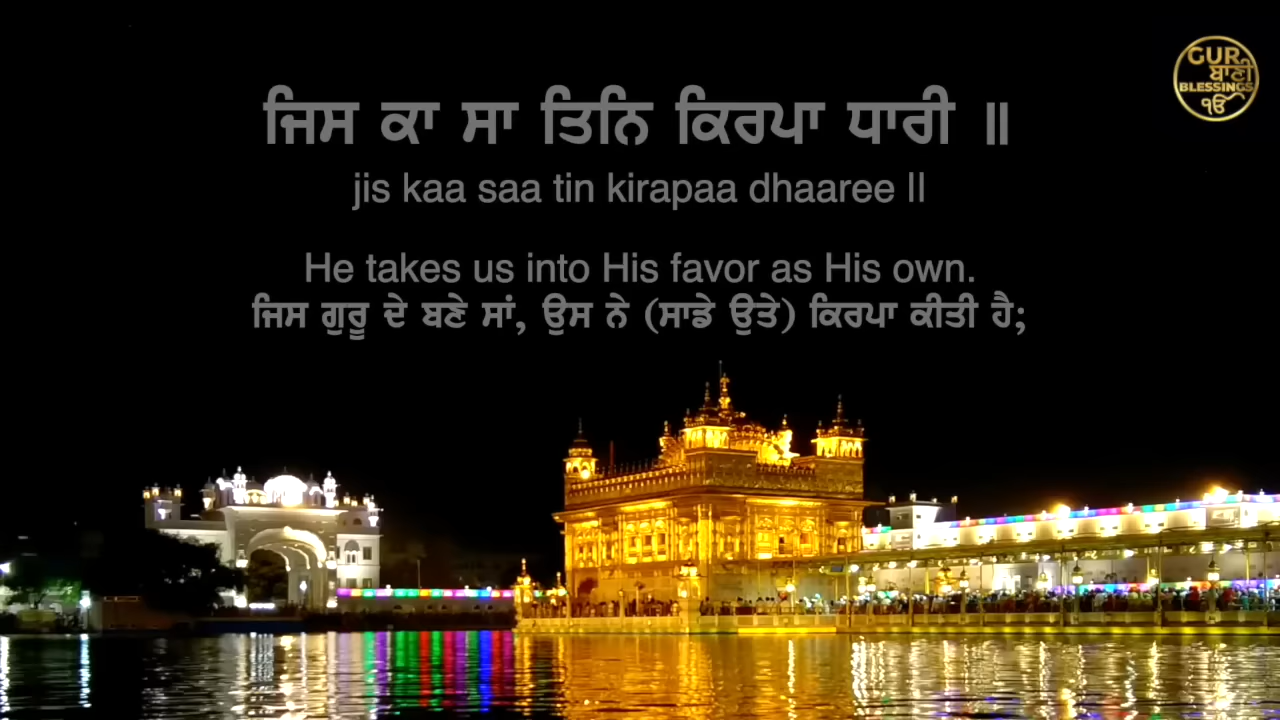 GUR
ਬਾਣੀ
BLESSINGS
ੴ
ਜਿਸ ਕਾ ਸਾ ਤਿਨਿ ਕਿਰਪਾ ਧਾਰੀ ॥
jis kaa saa tin kirapaa dhaaree ll
He takes us into His favor as His own.
ਜਿਸ ਗੁਰੂ ਦੇ ਬਣੇ ਸਾਂ, ਉਸ ਨੇ (ਸਾਡੇ ਉਤੇ) ਕਿਰਪਾ ਕੀਤੀ ਹੈ;